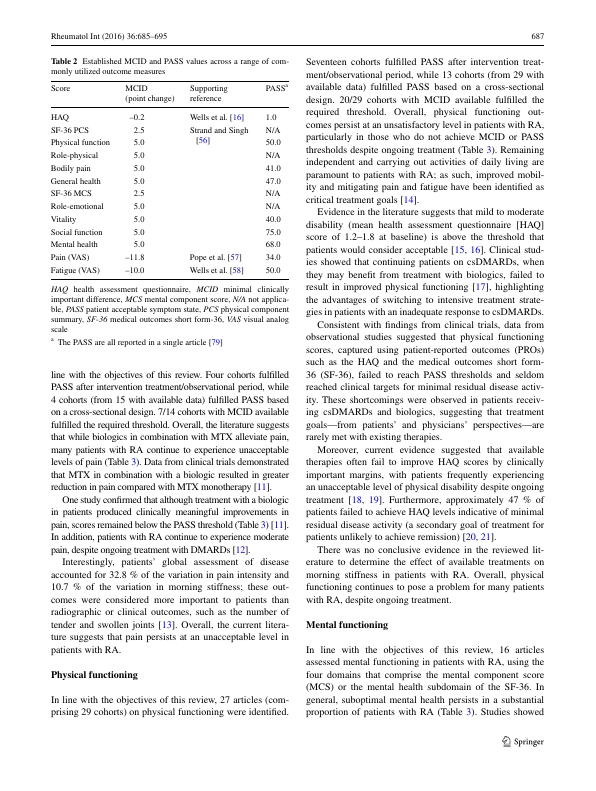 Rheumatol Int (2016) 36:685–695
687
Table 2 Established MCID and PASS values across a range of com-
monly utilized outcome measures
Score MCID (point change) Supporting reference PASSa
HAQ −0.2 Wells et al. [16] 1.0
SF-36 PCS 2.5 Strand and Singh [56] N/A
Physical function 5.0 50.0
Role-physical 5.0 N/A
Bodily pain 5.0 41.0
General health 5.0 47.0
SF-36 MCS 2.5 N/A
Role-emotional 5.0 N/A
Vitality 5.0 40.0
Social function 5.0 75.0
Mental health 5.0 68.0
Pain (VAS) −11.8 Pope et al. [57] 34.0
Fatigue (VAS) −10.0 Wells et al. [58] 50.0
HAQ health assessment questionnaire, MCID minimal clinically
important difference, MCS mental component score, N/A not applica-
ble, PASS patient acceptable symptom state, PCS physical component
summary, SF-36 medical outcomes short form-36, VAS visual analog
scale
a The PASS are all reported in a single article [79]
line with the objectives of this review. Four cohorts fulfilled
PASS after intervention treatment/observational period, while
4 cohorts (from 15 with available data) fulfilled PASS based
on a cross-sectional design. 7/14 cohorts with MCID available
fulfilled the required threshold. Overall, the literature suggests
that while biologics in combination with MTX alleviate pain,
many patients with RA continue to experience unacceptable
levels of pain (Table 3). Data from clinical trials demonstrated
that MTX in combination with a biologic resulted in greater
reduction in pain compared with MTX monotherapy [11].
One study confirmed that although treatment with a biologic
in patients produced clinically meaningful improvements in
pain, scores remained below the PASS threshold (Table 3) [11].
In addition, patients with RA continue to experience moderate
pain, despite ongoing treatment with DMARDs [12].
Interestingly, patients' global assessment of disease
accounted for 32.8 % of the variation in pain intensity and
10.7 % of the variation in morning stiffness; these out-
comes were considered more important to patients than
radiographic or clinical outcomes, such as the number of
tender and swollen joints [13]. Overall, the current litera-
ture suggests that pain persists at an unacceptable level in
patients with RA.
Physical functioning
In line with the objectives of this review, 27 articles (com-
prising 29 cohorts) on physical functioning were identified.
Seventeen cohorts fulfilled PASS after intervention treat-
ment/observational period, while 13 cohorts (from 29 with
available data) fulfilled PASS based on a cross-sectional
design. 20/29 cohorts with MCID available fulfilled the
required threshold. Overall, physical functioning out-
comes persist at an unsatisfactory level in patients with RA,
particularly in those who do not achieve MCID or PASS
thresholds despite ongoing treatment (Table 3). Remaining
independent and carrying out activities of daily living are
paramount to patients with RA; as such, improved mobil-
ity and mitigating pain and fatigue have been identified as
critical treatment goals [14].
Evidence in the literature suggests that mild to moderate
disability (mean health assessment questionnaire [HAQ]
score of 1.2–1.8 at baseline) is above the threshold that
patients would consider acceptable [15, 16]. Clinical stud-
ies showed that continuing patients on csDMARDs, when
they may benefit from treatment with biologics, failed to
result in improved physical functioning [17], highlighting
the advantages of switching to intensive treatment strate-
gies in patients with an inadequate response to csDMARDs.
Consistent with findings from clinical trials, data from
observational studies suggested that physical functioning
scores, captured using patient-reported outcomes (PROs)
such as the HAQ and the medical outcomes short form-
36 (SF-36), failed to reach PASS thresholds and seldom
reached clinical targets for minimal residual disease activ-
ity. These shortcomings were observed in patients receiv-
ing csDMARDs and biologics, suggesting that treatment
goals—from patients' and physicians' perspectives—are
rarely met with existing therapies.
Moreover, current evidence suggested that available
therapies often fail to improve HAQ scores by clinically
important margins, with patients frequently experiencing
an unacceptable level of physical disability despite ongoing
treatment [18, 19]. Furthermore, approximately 47 % of
patients failed to achieve HAQ levels indicative of minimal
residual disease activity (a secondary goal of treatment for
patients unlikely to achieve remission) [20, 21].
There was no conclusive evidence in the reviewed lit-
erature to determine the effect of available treatments on
morning stiffness in patients with RA. Overall, physical
functioning continues to pose a problem for many patients
with RA, despite ongoing treatment.
Mental functioning
In line with the objectives of this review, 16 articles
assessed mental functioning in patients with RA, using the
four domains that comprise the mental component score
(MCS) or the mental health subdomain of the SF-36. In
general, suboptimal mental health persists in a substantial
proportion of patients with RA (Table 3). Studies showed
Springer